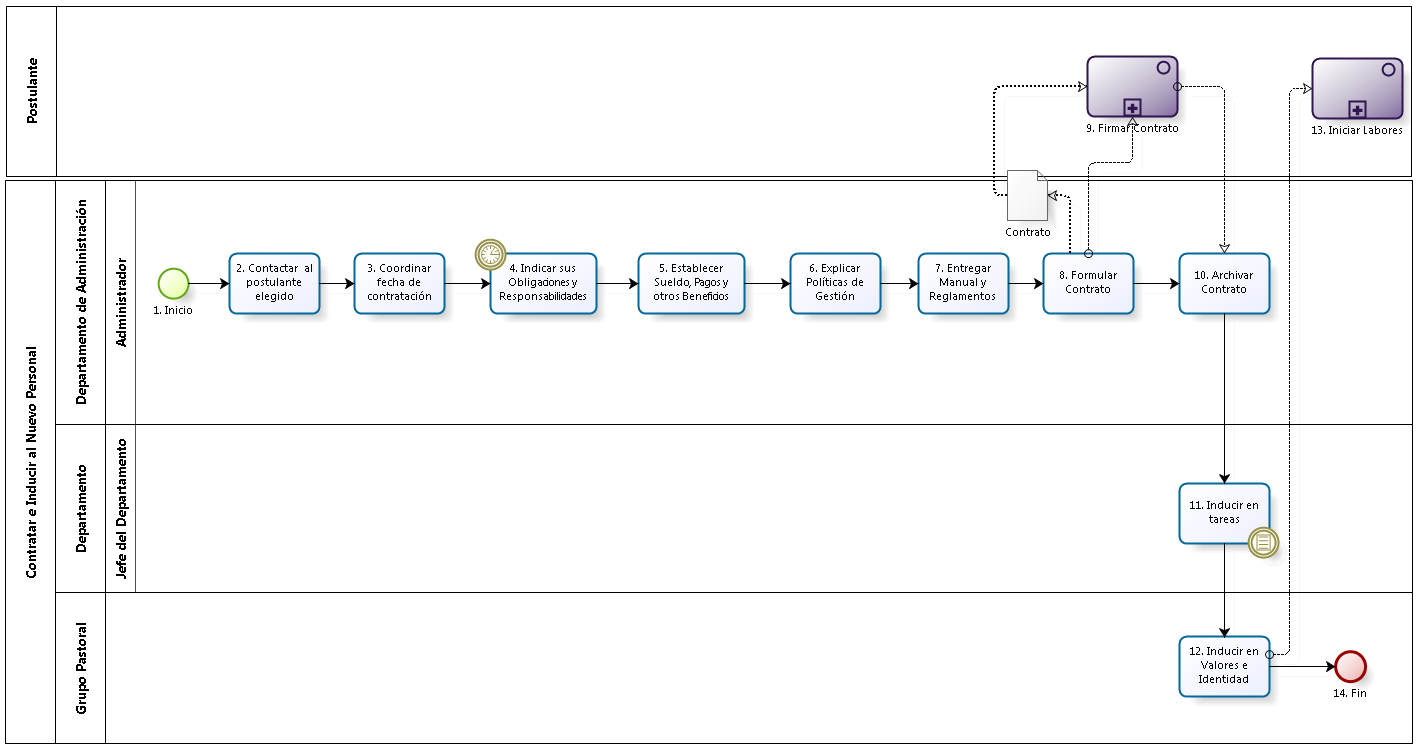 Postulante
9. Firmar Contrato
13. Iniciar Labores
Contratar e Inducir al Nuevo Personal
Departamento de Administración
Administrador
Contrato
1. Inicio
2. Contactar al
postulante
elegido
3. Coordinar
fecha de
contratación
4. Indicar sus
Obligaciones y
Responsabilidades
5. Establecer
Sueldo, Pagos y
otros Beneficios
6. Explicar
Políticas de
Gestión
7. Entregar
Manual y
Reglamentos
8. Formular
Contrato
10. Archivar
Contrato
Departamento
Jefe del Departamento
11. Inducir en
tareas
Grupo Pastoral
12. Inducir en
Valores e
Identidad
14. Fin